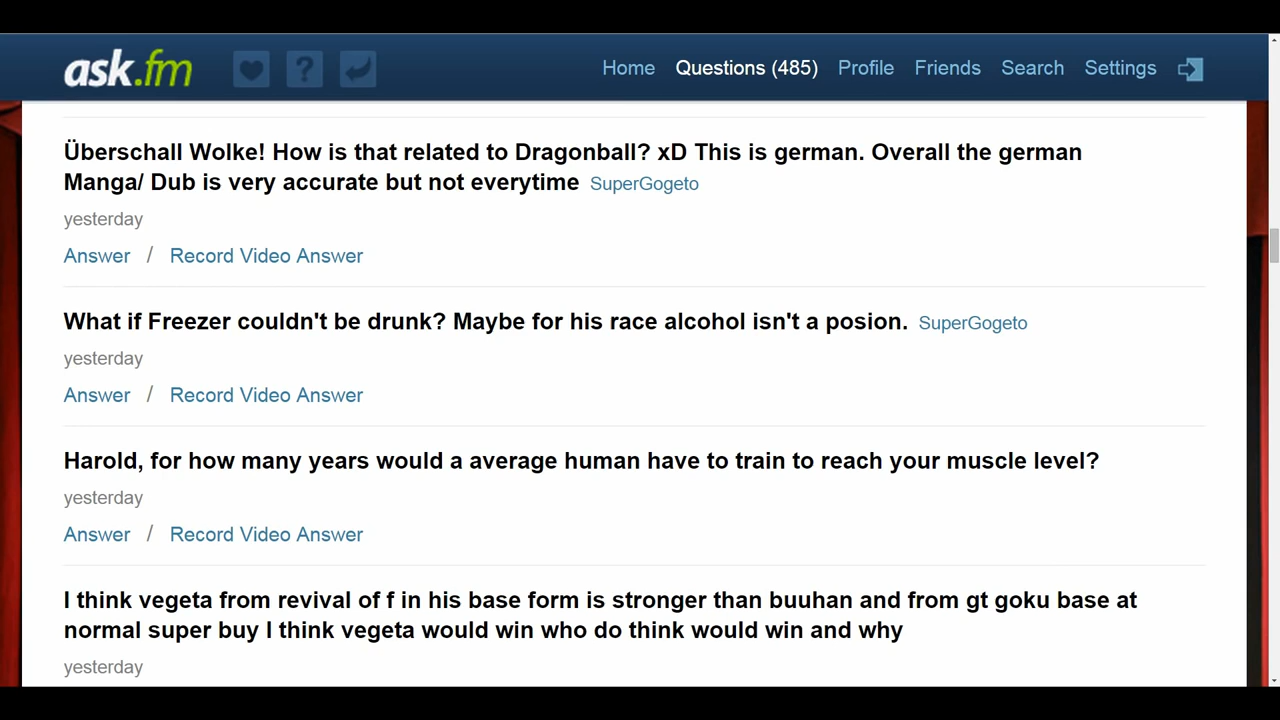 ask.fm ? Home Questions (485) Profile Friends Search Settings
Überschall Wolke! How is that related to Dragonball? xD This is german. Overall the german
Manga/ Dub is very accurate but not everytime SuperGogeto
yesterday
Answer / Record Video Answer
What if Freezer couldn't be drunk? Maybe for his race alcohol isn't a posion. SuperGogeto
yesterday
Answer / Record Video Answer
Harold, for how many years would a average human have to train to reach your muscle level?
yesterday
Answer / Record Video Answer
I think vegeta from revival of f in his base form is stronger than buuhan and from gt goku base at
normal super buy I think vegeta would win who do think would win and why
yesterday